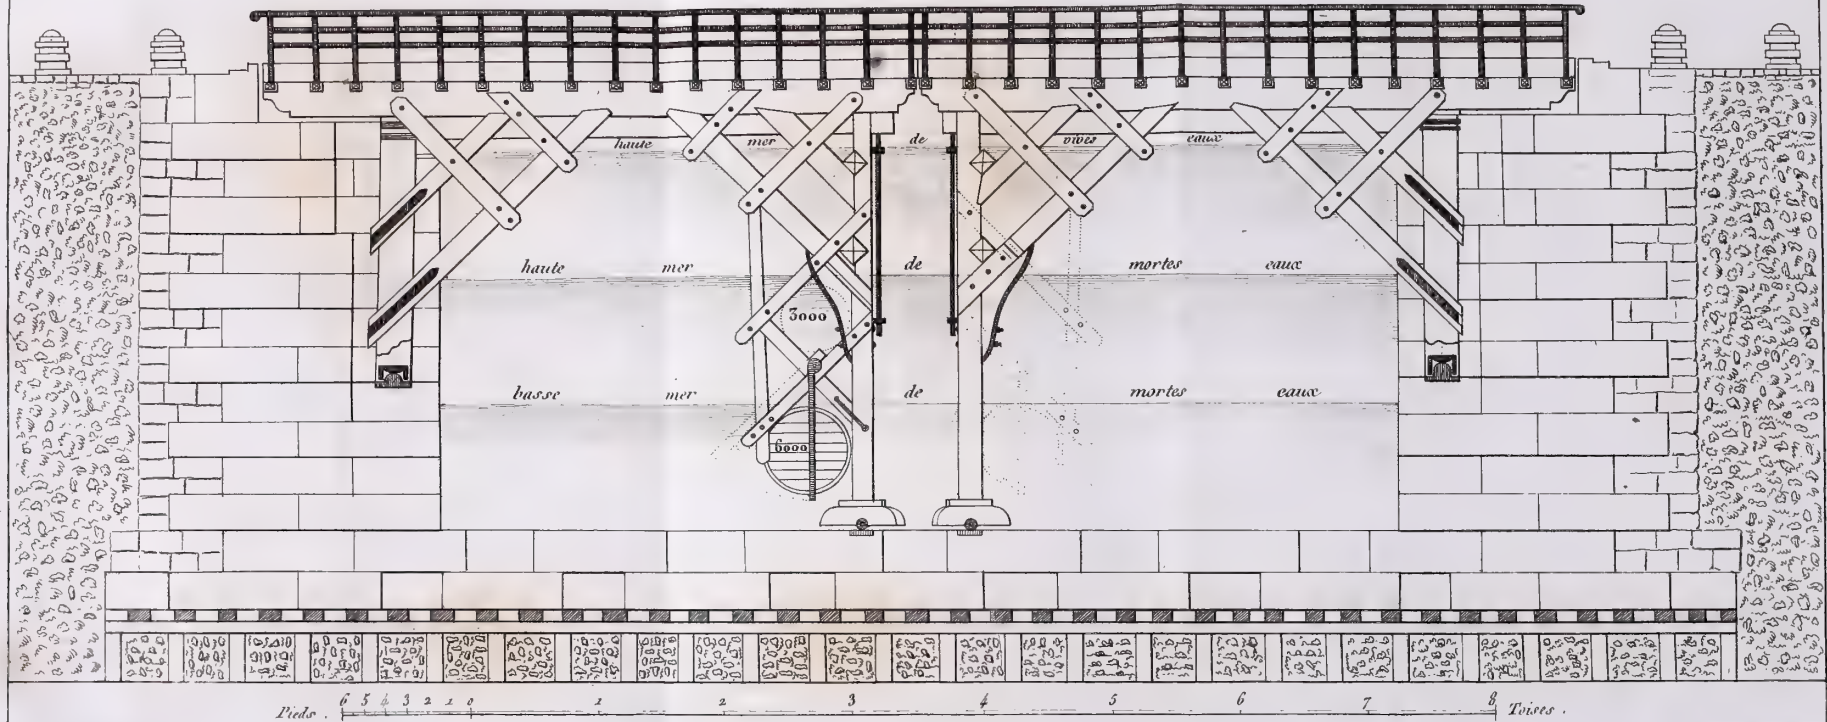 haute mer de vives eaux
haute mer de mortes eaux
3000
basse mer de mortes eaux
6000
Pieds. 6 5 4 3 2 1 0 1 2 3 4 5 6 7 8 Toises.